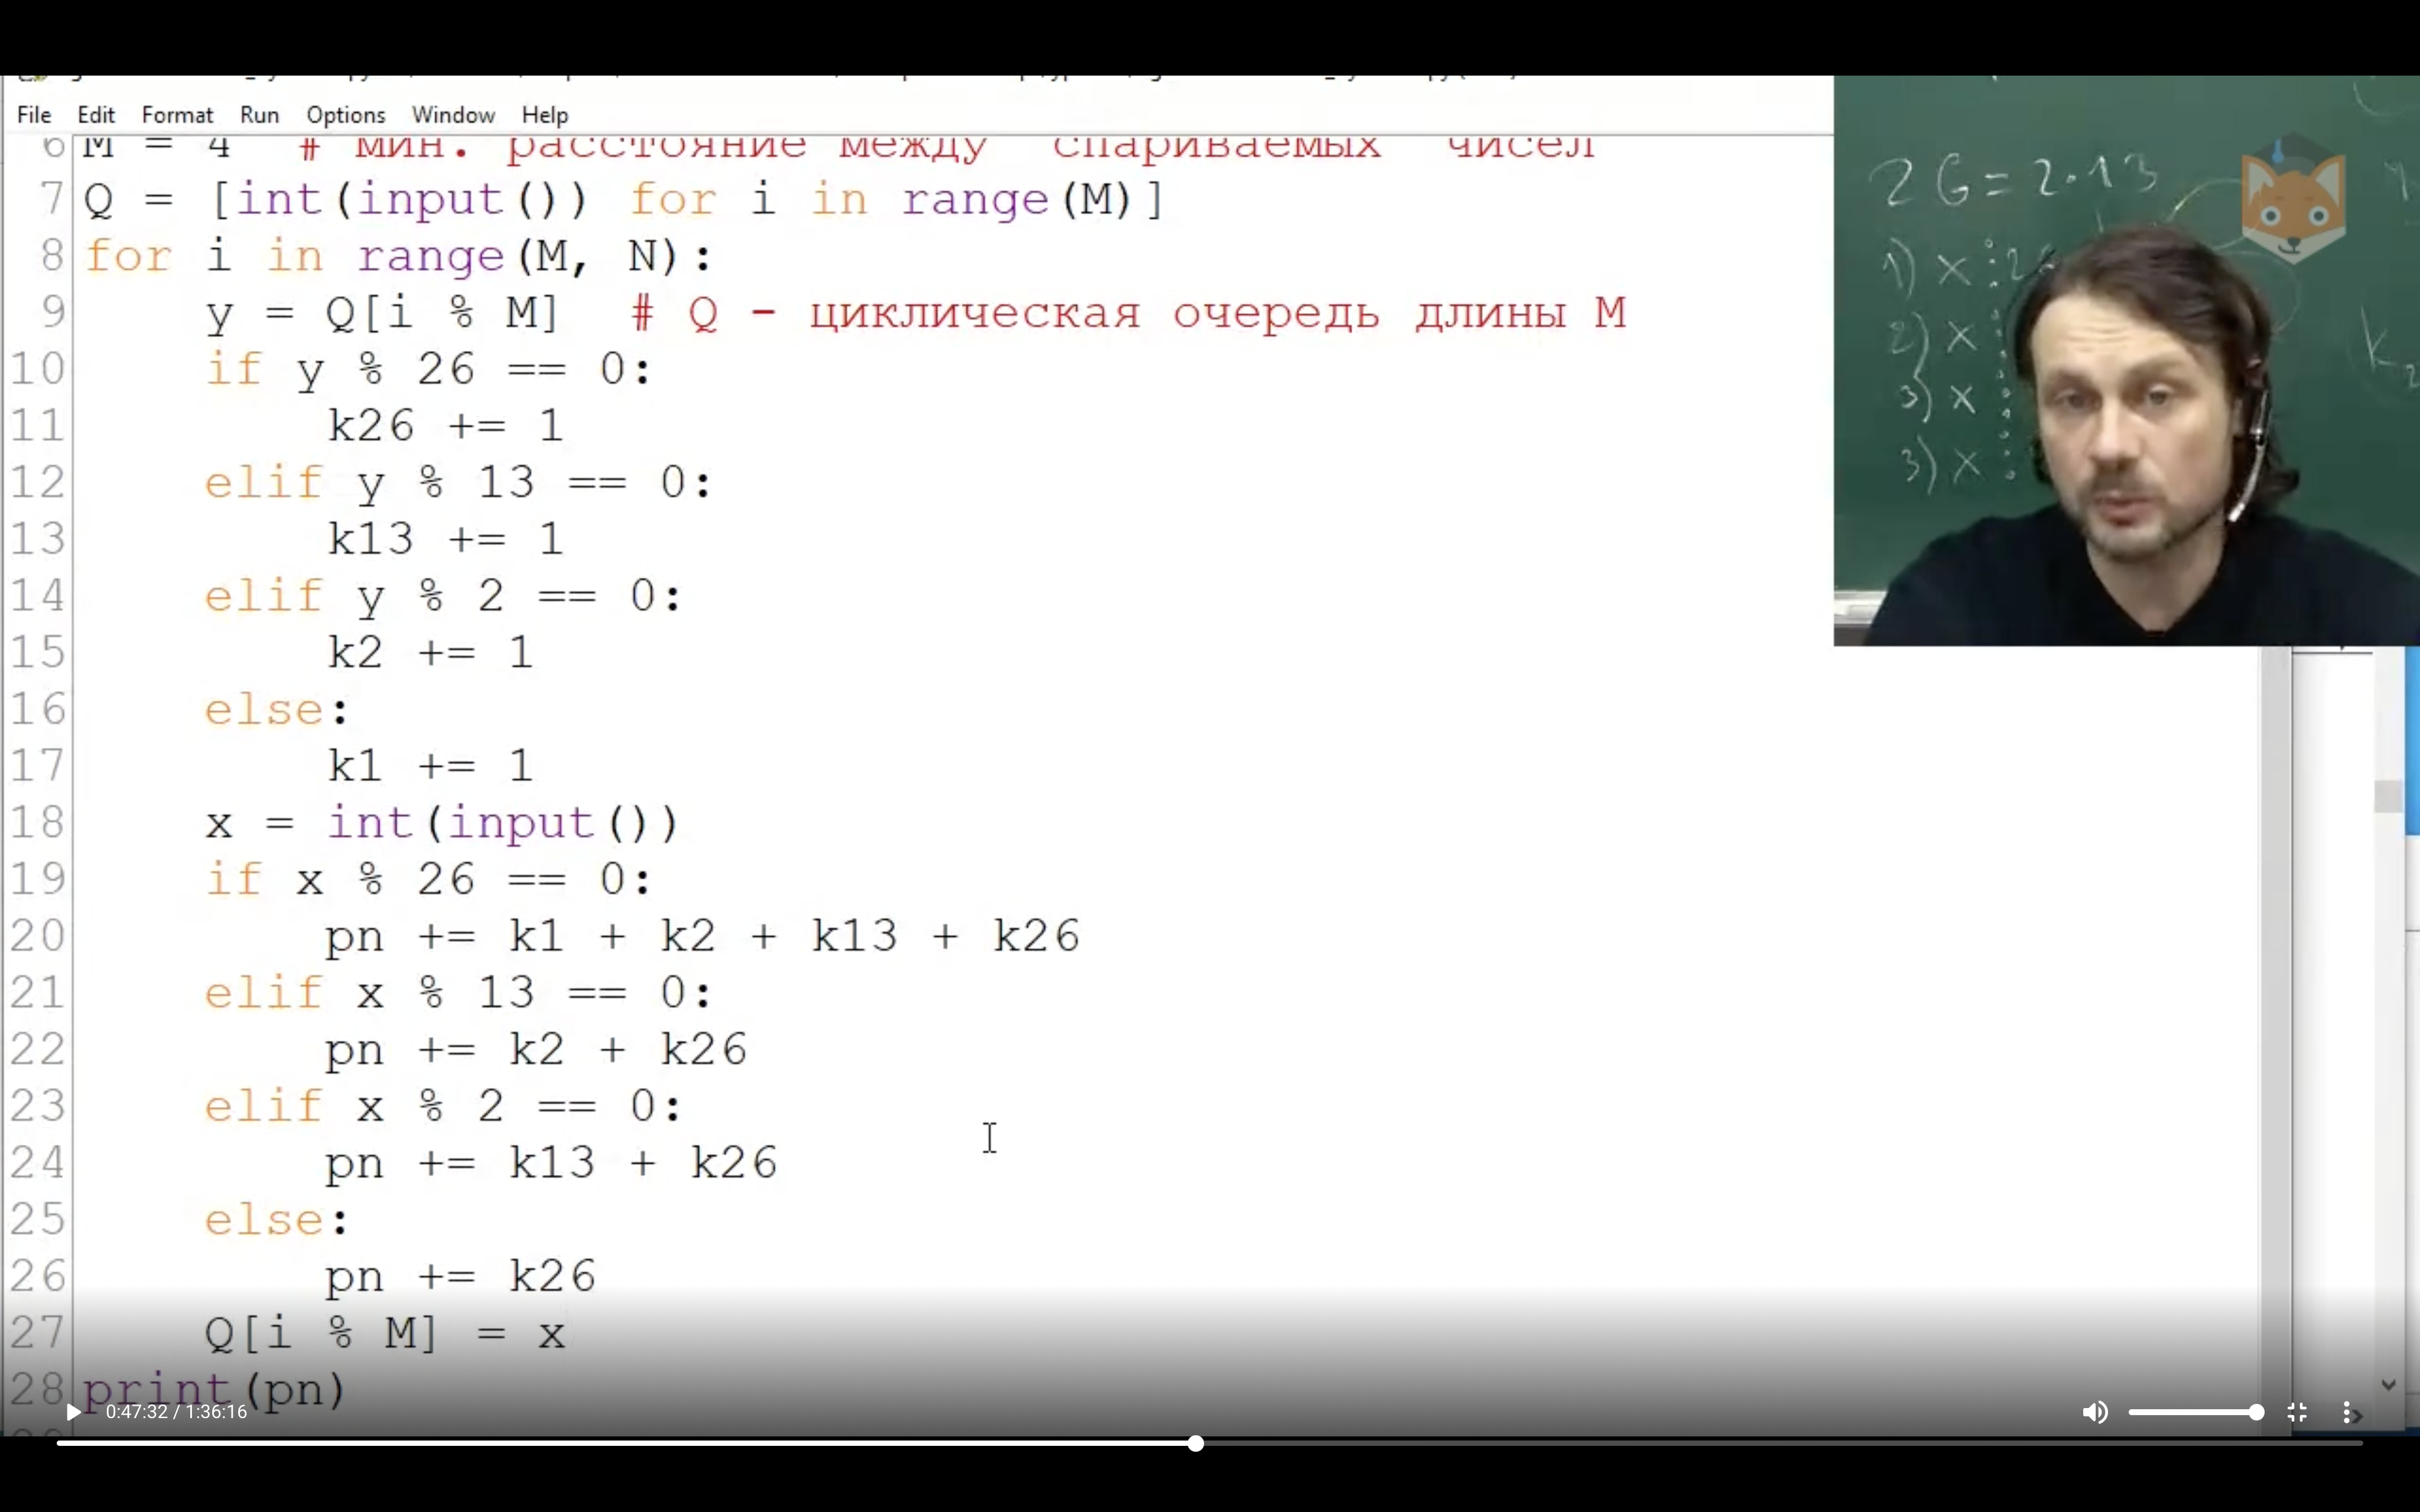 File Edit Format Run Options Window Help
6 M = 4 # мин. расстояние между спариваемых чисел
7 Q = [int(input()) for i in range(M)]
8 for i in range(M, N):
9 y = Q[i % M] # Q - циклическая очередь длины M
10 if y % 26 == 0:
11 k26 += 1
12 elif y % 13 == 0:
13 k13 += 1
14 elif y % 2 == 0:
15 k2 += 1
16 else:
17 k1 += 1
18 x = int(input())
19 if x % 26 == 0:
20 pn += k1 + k2 + k13 + k26
21 elif x % 13 == 0:
22 pn += k2 + k26
23 elif x % 2 == 0:
24 pn += k13 + k26
25 else:
26 pn += k26
27 Q[i % M] = x
28 print(pn)
0:47:32 / 1:36:16
26=2·13
1) x
2) x
3) x
3) x
k2